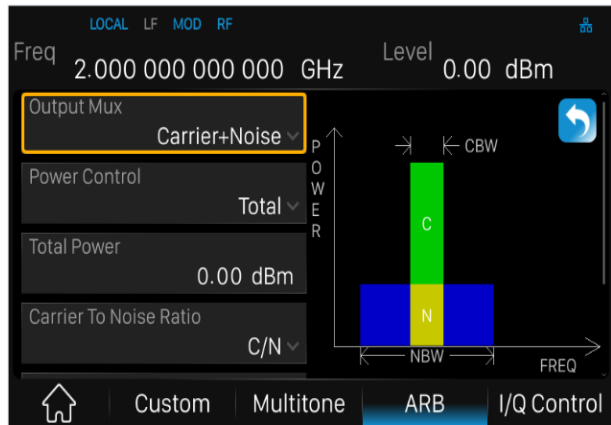 LOCAL LF MOD RF
Freq 2.000 000 000 000 GHz Level 0.00 dBm
Output Mux
Carrier+Noise
Power Control
Total
Total Power
0.00 dBm
Carrier To Noise Ratio
C/N
POWER
CBW
C
N
NBW
FREQ
Custom Multitone ARB I/Q Control